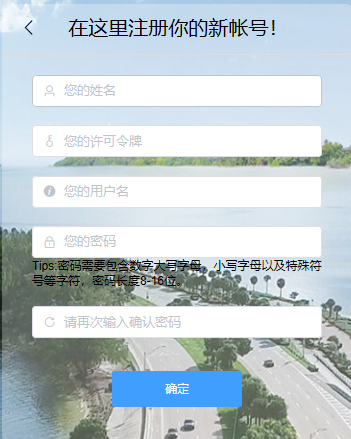 在这里注册你的新帐号！
您的姓名
您的许可令牌
您的用户名
您的密码
Tips:密码需要包含数字大写字母，小写字母以及特殊符
号等字符，密码长度8-16位。
请再次输入确认密码
确定